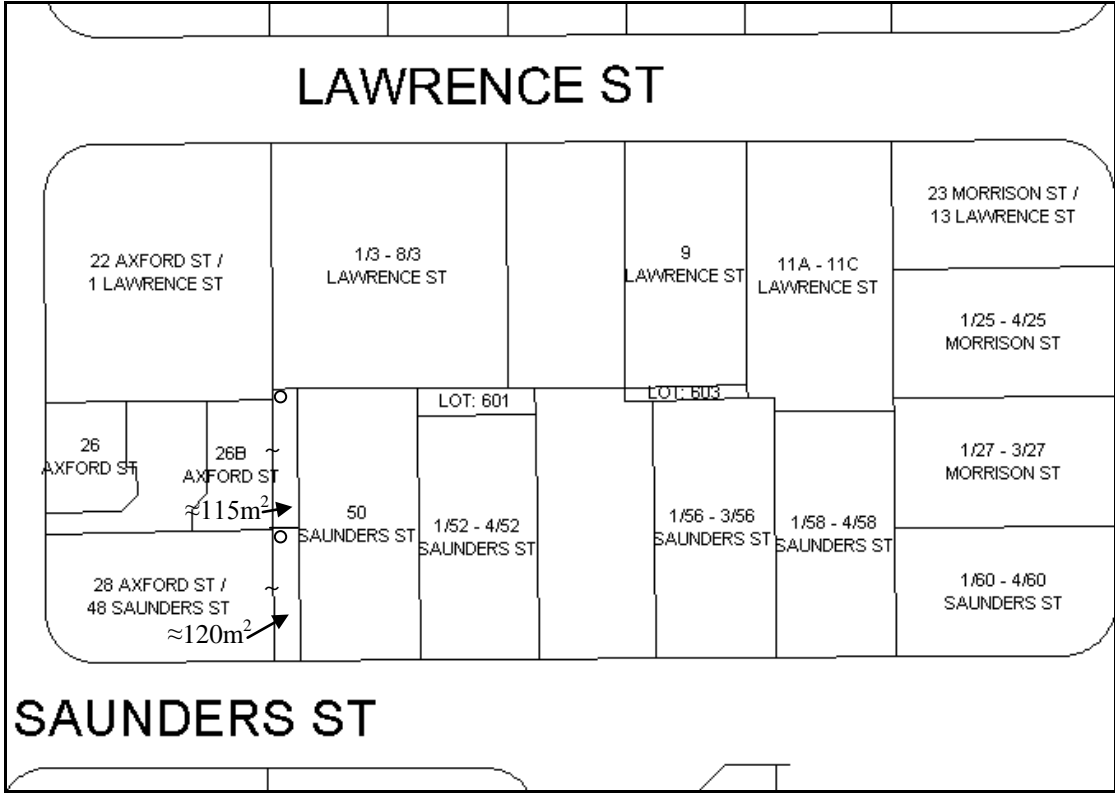 LAWRENCE ST
22 AXFORD ST /
1 LAWRENCE ST
1/3 - 8/3
LAWRENCE ST
9
LAWRENCE ST
11A - 11C
LAWRENCE ST
23 MORRISON ST /
13 LAWRENCE ST
1/25 - 4/25
MORRISON ST
LOT: 601
LOT: 603
26
AXFORD ST
26B
AXFORD ST
≈115m²
50
SAUNDERS ST
1/52 - 4/52
SAUNDERS ST
1/56 - 3/56
SAUNDERS ST
1/58 - 4/58
SAUNDERS ST
1/27 - 3/27
MORRISON ST
28 AXFORD ST /
48 SAUNDERS ST
≈120m²
1/60 - 4/60
SAUNDERS ST
SAUNDERS ST